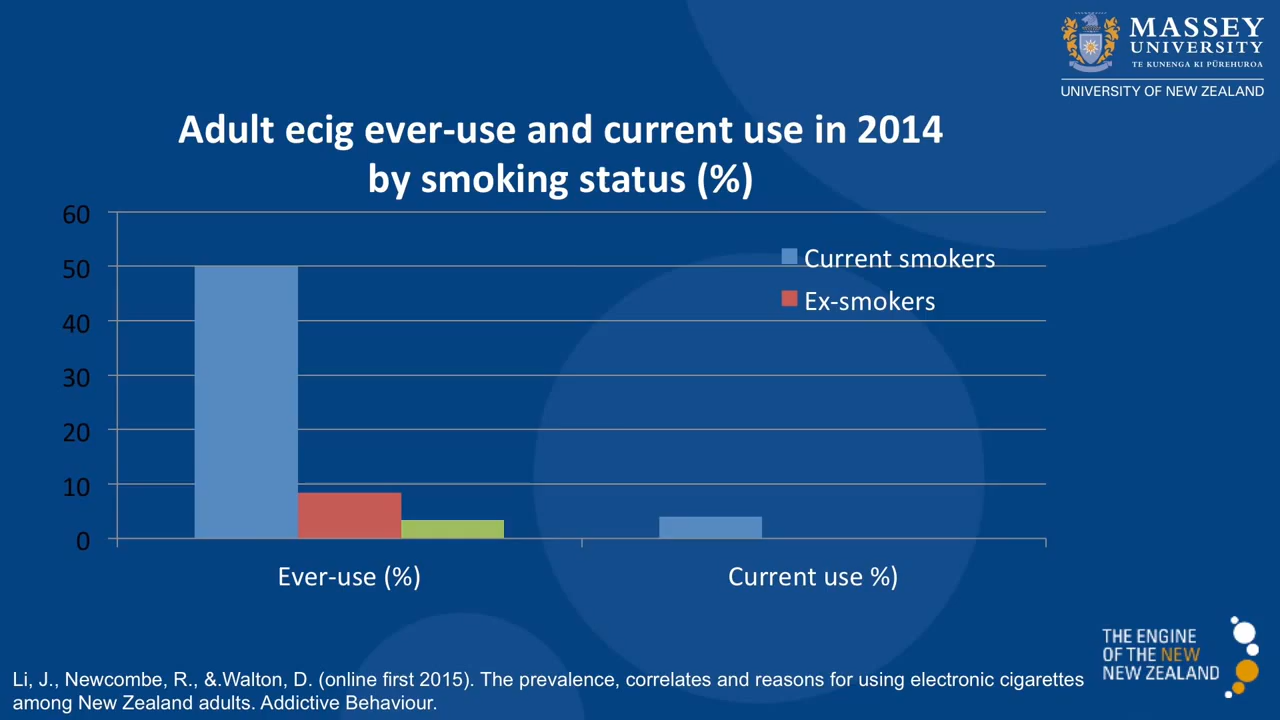 MASSEY
UNIVERSITY
TE KUNENGA KI PŪREHUROA
UNIVERSITY OF NEW ZEALAND
Adult ecig ever-use and current use in 2014
by smoking status (%)
60
50
40
30
20
10
0
Current smokers
Ex-smokers
Ever-use (%)
Current use %)
THE ENGINE
OF THE NEW
NEW ZEALAND
Li, J., Newcombe, R., &.Walton, D. (online first 2015). The prevalence, correlates and reasons for using electronic cigarettes
among New Zealand adults. Addictive Behaviour.